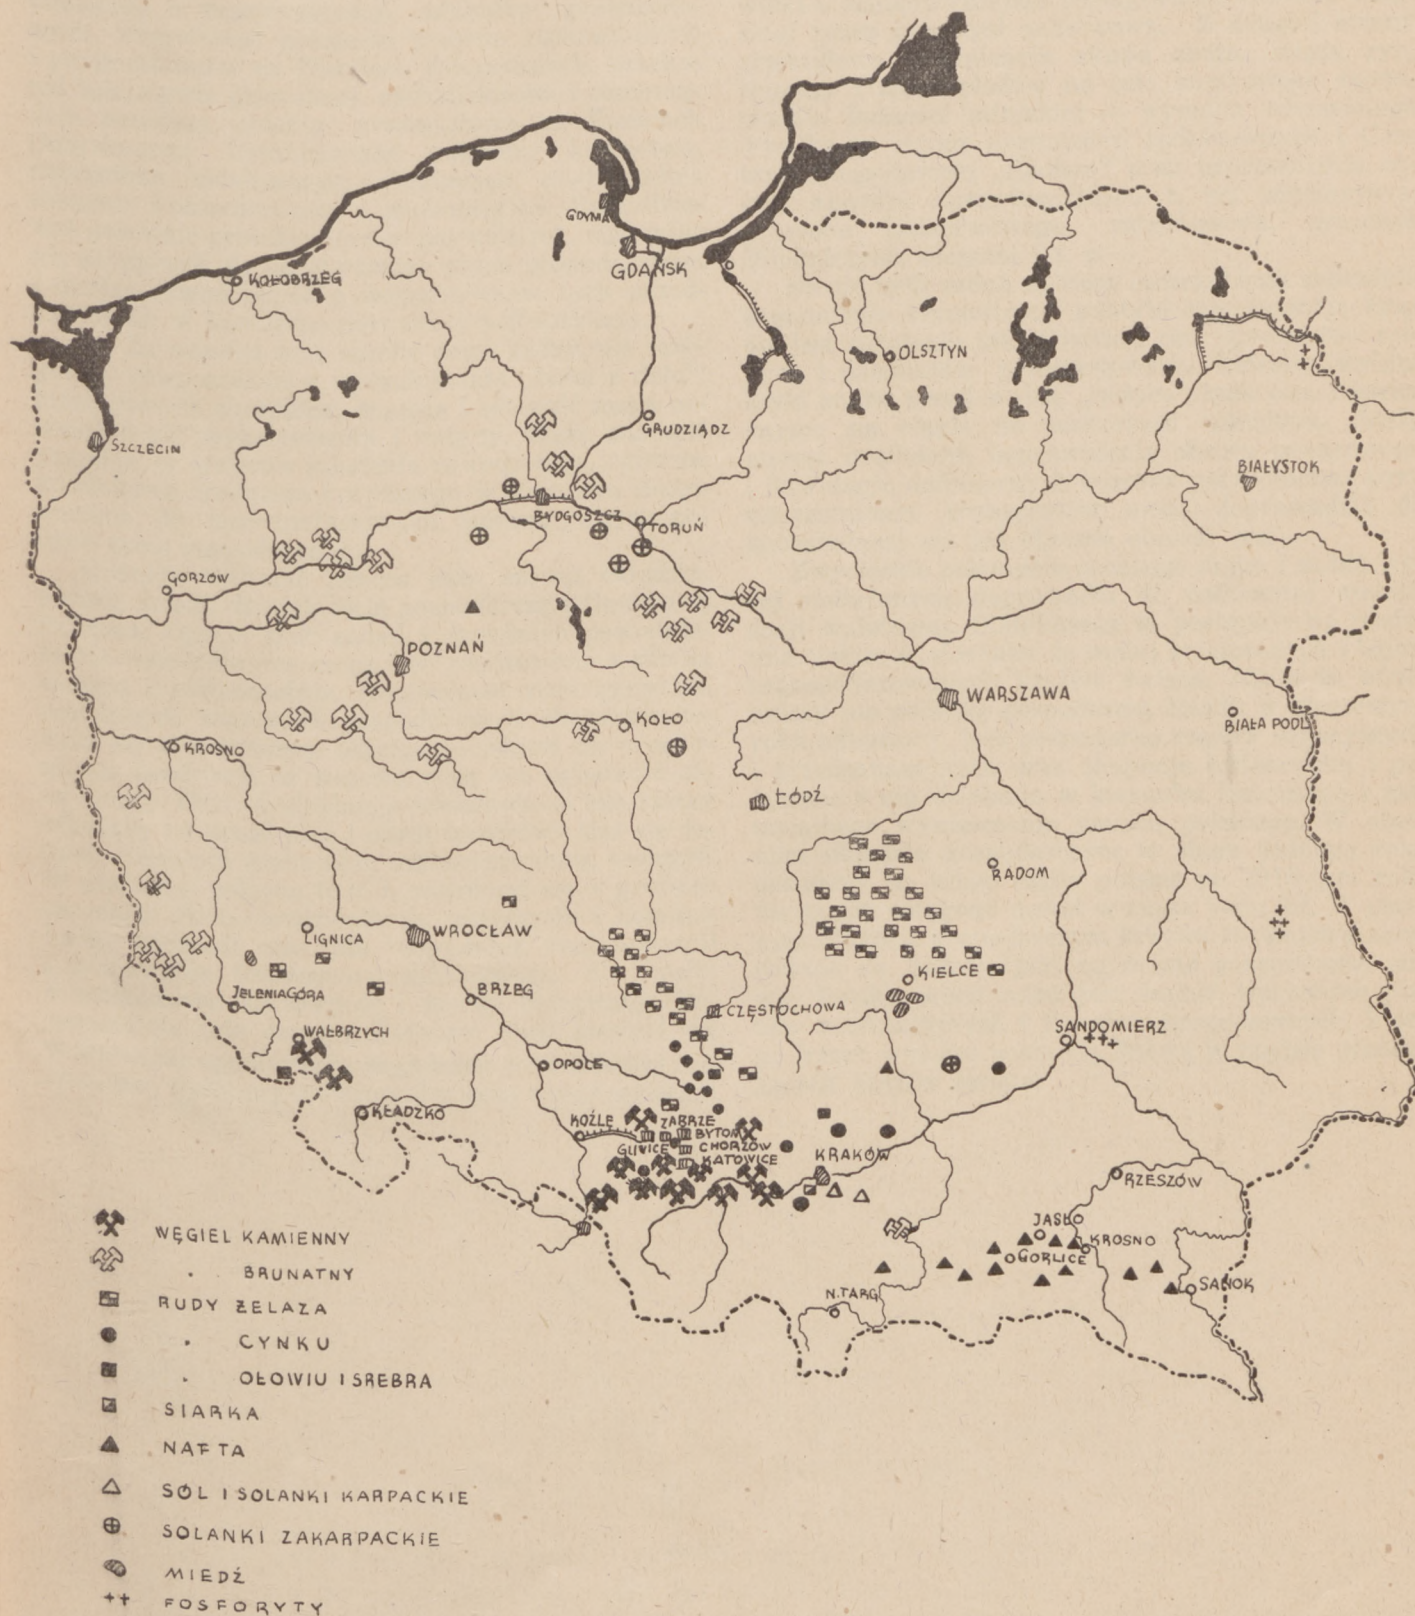 GDYNIA
GDAŃSK
KOŁOBRZEG
OLSZTYN
SZCZECIN
GRUDZIĄDZ
BIAŁYSTOK
BYDGOSZCZ
TORUŃ
GORZÓW
POZNAŃ
WARSZAWA
KOŁO
BIAŁA PODL.
KROSNO
ŁÓDŹ
RADOM
LIGNICA
WROCŁAW
KIELCE
JELENIA GÓRA
BRZEG
CZĘSTOCHOWA
WAŁBRZYCH
SANDOMIERZ
OPOLE
KŁADZKO
KOŹLE
ZABRZE
BYTOM
GLIWICE
CHORZÓW
KATOWICE
KRAKÓW
RZESZÓW
JASŁO
KROSNO
GORLICE
SANOK
N.TARG
WĘGIEL KAMIENNY
. BRUNATNY
RUDY ŻELAZA
. CYNKU
. OŁOWIU I SREBRA
SIARKA
NAFTA
SÓL I SOLANKI KARPACKIE
SOLANKI ZAKARPACKIE
MIEDŹ
FOSFORYTY